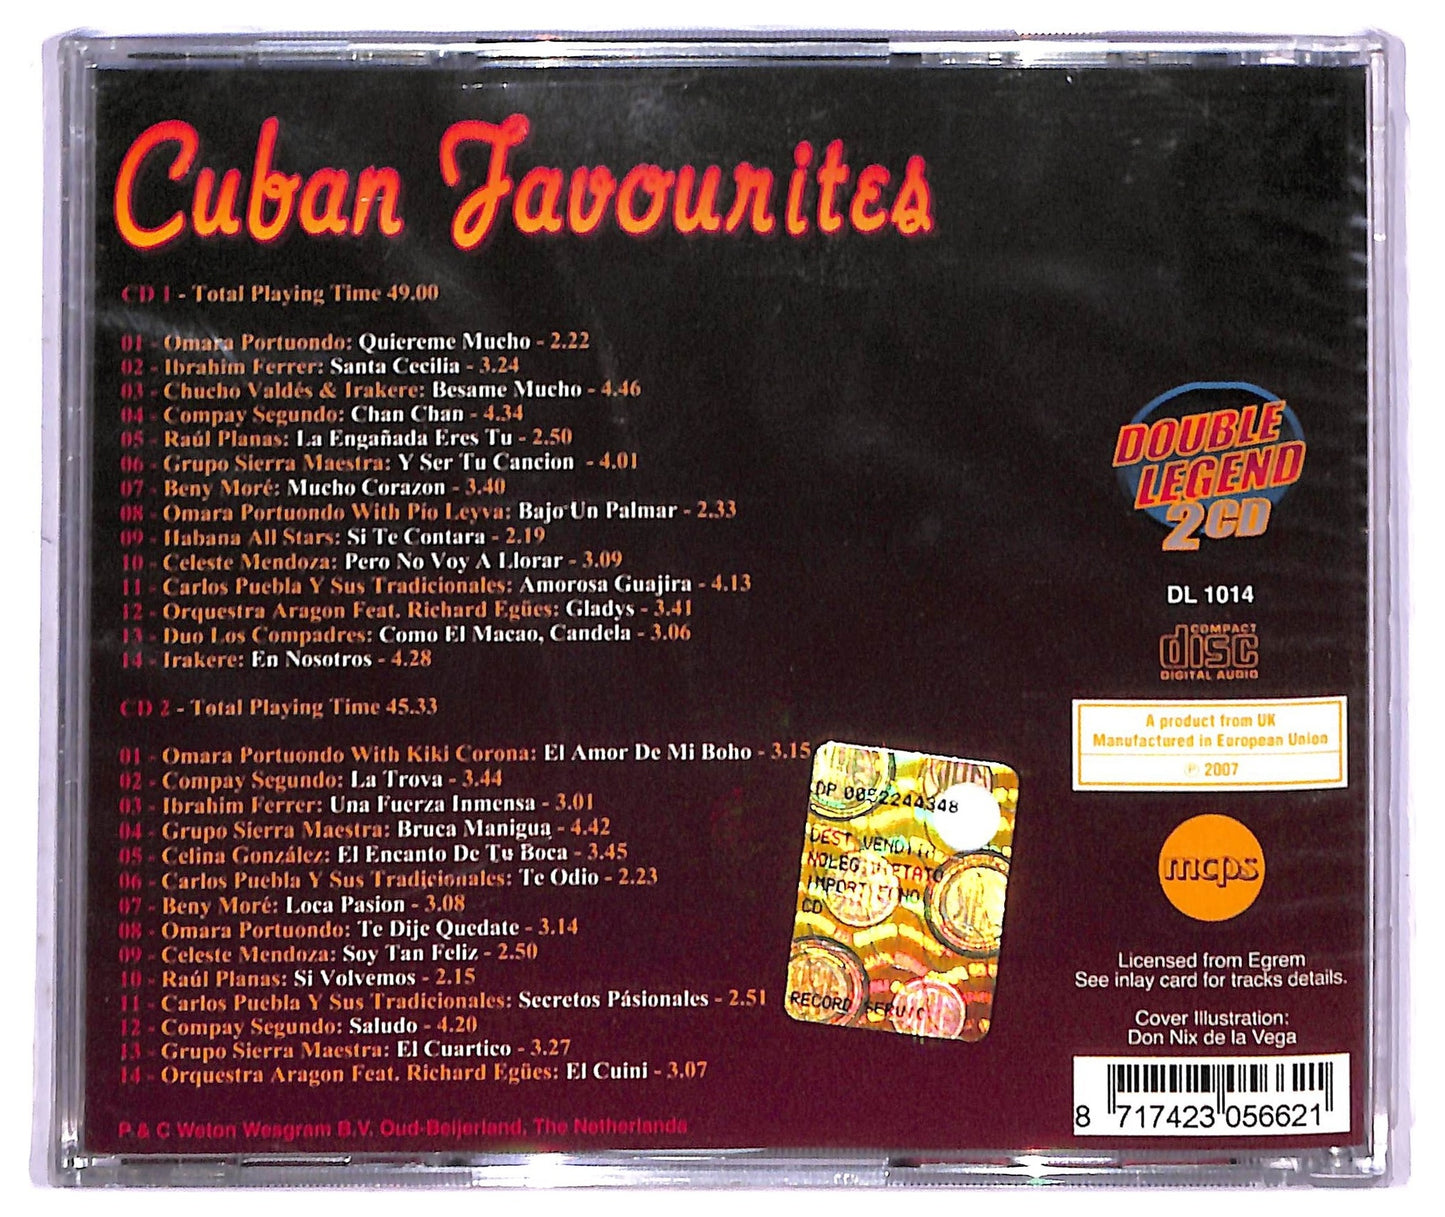 Cuban Favourites
CD 1 - Total Playing Time 49.00
01 - Omara Portuondo: Quiereme Mucho - 2.22
02 - Ibrahim Ferrer: Santa Cecilia - 3.24
03 - Chucho Valdés & Irakere: Besame Mucho - 4.46
04 - Compay Segundo: Chan Chan - 4.34
05 - Raúl Planas: La Engañada Eres Tu - 2.50
06 - Grupo Sierra Maestra: Y Ser Tu Cancion - 4.01
07 - Beny Moré: Mucho Corazon - 3.40
08 - Omara Portuondo With Pio Leyva: Bajo Un Palmar - 2.33
09 - Habana All Stars: Si Te Contara - 2.19
10 - Celeste Mendoza: Pero No Voy A Llorar - 3.09
11 - Carlos Puebla Y Sus Tradicionales: Amorosa Guajira - 4.13
12 - Orquestra Aragon Feat. Richard Egües: Gladys - 3.41
13 - Duo Los Compadres: Como El Macao, Candela - 3.06
14 - Irakere: En Nosotros - 4.28
CD 2 - Total Playing Time 45.33
01 - Omara Portuondo With Kiki Corona: El Amor De Mi Boho - 3.15
02 - Compay Segundo: La Trova - 3.44
03 - Ibrahim Ferrer: Una Fuerza Inmensa - 3.01
04 - Grupo Sierra Maestra: Bruca Manigua - 4.42
05 - Celina González: El Encanto De Tu Boca - 3.45
06 - Carlos Puebla Y Sus Tradicionales: Te Odio - 2.23
07 - Beny Moré: Loca Pasion - 3.08
08 - Omara Portuondo: Te Dije Quedate - 3.14
09 - Celeste Mendoza: Soy Tan Feliz - 2.50
10 - Raúl Planas: Si Volvemos - 2.15
11 - Carlos Puebla Y Sus Tradicionales: Secretos Pásionales - 2.51
12 - Compay Segundo: Saludo - 4.20
13 - Grupo Sierra Maestra: El Cuartico - 3.27
14 - Orquestra Aragon Feat. Richard Egües: El Cuini - 3.07
P & C Weton Wesgram B.V. Oud-Beijerland, The Netherlands
DP 0052244348
DEST VENDITA
NOLEG VIETATO
IMPORT FONO
CD
RECORD SERVIC
DOUBLE
LEGEND
2CD
DL 1014
COMPACT
disc
DIGITAL AUDIO
A product from UK
Manufactured in European Union
℗ 2007
mcps
Licensed from Egrem
See inlay card for tracks details.
Cover Illustration:
Don Nix de la Vega
8 717423 056621